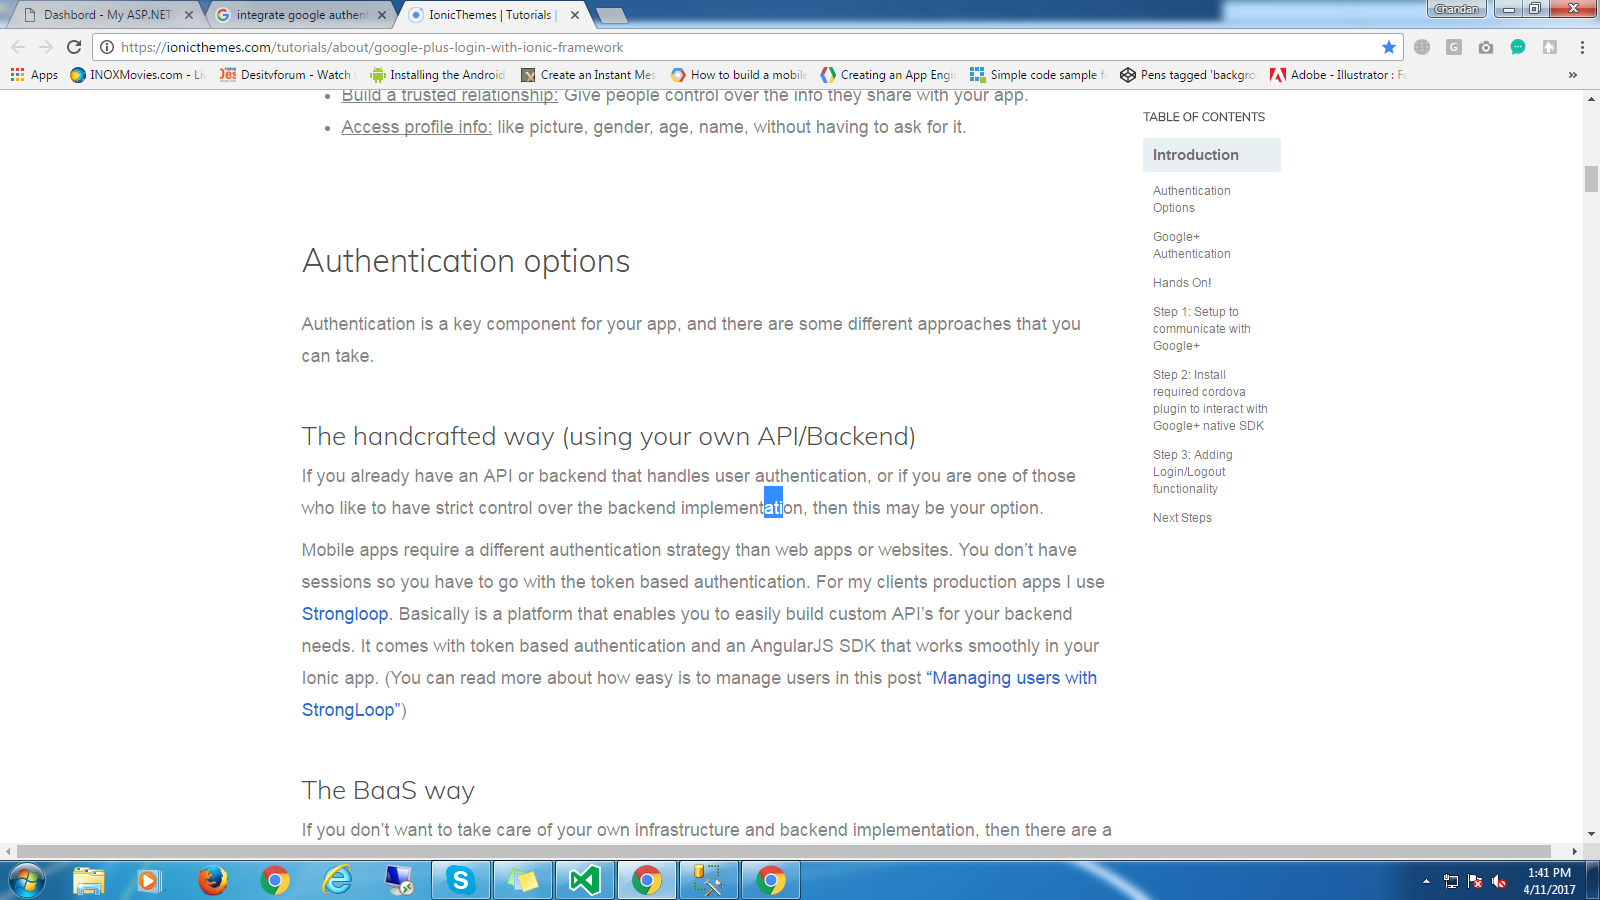 Dashbord - My ASP.NET
integrate google authent
IonicThemes | Tutorials |
Chandan
https://ionicthemes.com/tutorials/about/google-plus-login-with-ionic-framework
Apps
INOXMovies.com - Li
Desitvforum - Watch
Installing the Android
Create an Instant Mes
How to build a mobile
Creating an App Engi
Simple code sample f
Pens tagged 'backgro
Adobe - Illustrator : Fo
»
• Build a trusted relationship: Give people control over the info they share with your app.
• Access profile info: like picture, gender, age, name, without having to ask for it.
Authentication options
Authentication is a key component for your app, and there are some different approaches that you
can take.
The handcrafted way (using your own API/Backend)
If you already have an API or backend that handles user authentication, or if you are one of those
who like to have strict control over the backend implementation, then this may be your option.
Mobile apps require a different authentication strategy than web apps or websites. You don’t have
sessions so you have to go with the token based authentication. For my clients production apps I use
Strongloop. Basically is a platform that enables you to easily build custom API’s for your backend
needs. It comes with token based authentication and an AngularJS SDK that works smoothly in your
Ionic app. (You can read more about how easy is to manage users in this post “Managing users with
StrongLoop”)
The BaaS way
If you don’t want to take care of your own infrastructure and backend implementation, then there are a
TABLE OF CONTENTS
Introduction
Authentication
Options
Google+
Authentication
Hands On!
Step 1: Setup to
communicate with
Google+
Step 2: Install
required cordova
plugin to interact with
Google+ native SDK
Step 3: Adding
Login/Logout
functionality
Next Steps
1:41 PM
4/11/2017